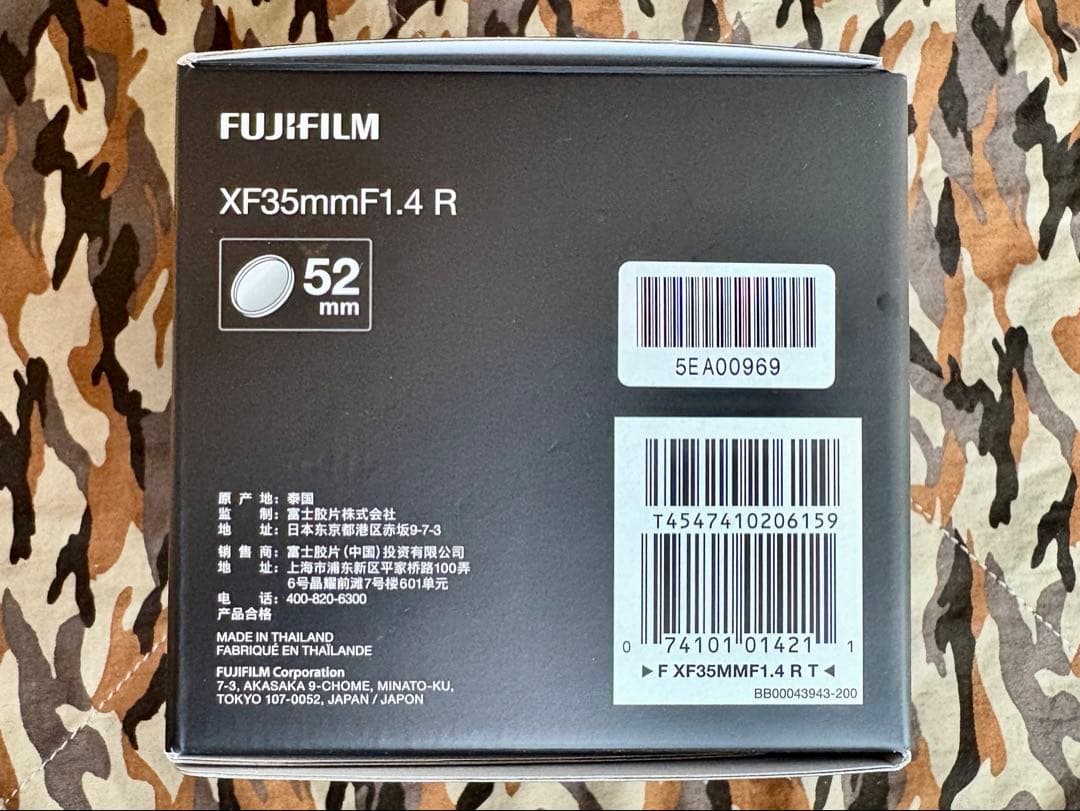 FUJIFILM
XF35mmF1.4 R
52
mm
5EA00969
原 产 地：泰国
监 制：富士胶片株式会社
地 址：日本东京都港区赤坂9-7-3
销 售 商：富士胶片(中国)投资有限公司
地 址：上海市浦东新区平家桥路100弄
6号晶耀前滩7号楼601单元
电 话：400-820-6300
产品合格
MADE IN THAILAND
FABRIQUÉ EN THAÏLANDE
FUJIFILM Corporation
7-3, AKASAKA 9-CHOME, MINATO-KU,
TOKYO 107-0052, JAPAN / JAPON
T4547410206159
0 74101 01421 1
►F XF35MMF1.4 R T◄
BB00043943-200